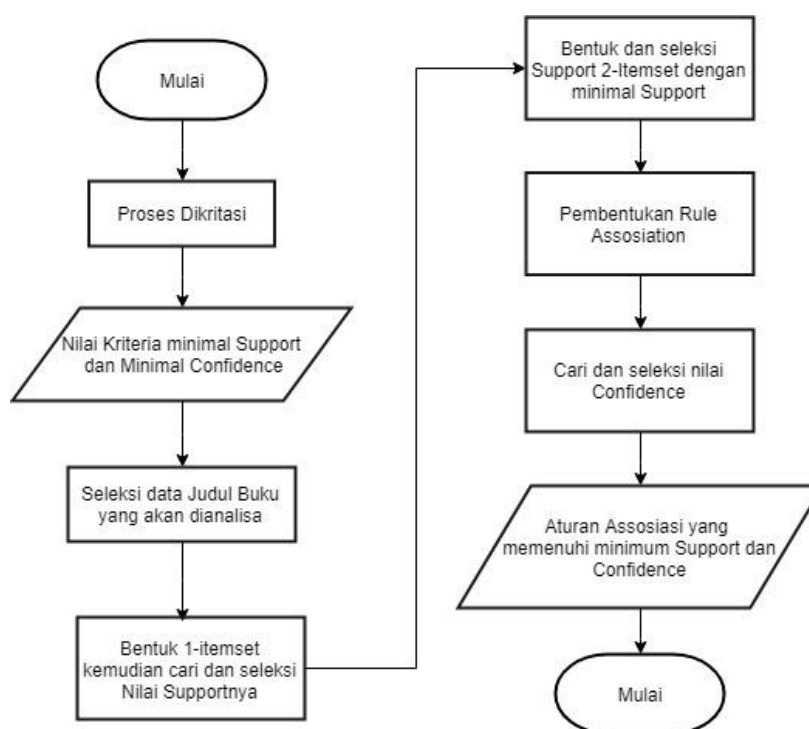 Mulai
Proses Dikritasi
Nilai Kriteria minimal Support
dan Minimal Confidence
Seleksi data Judul Buku
yang akan dianalisa
Bentuk 1-itemset
kemudian cari dan seleksi
Nilai Supportnya
Bentuk dan seleksi
Support 2-Itemset dengan
minimal Support
Pembentukan Rule
Assosiation
Cari dan seleksi nilai
Confidence
Aturan Assosiasi yang
memenuhi minimum Support dan
Confidence
Mulai